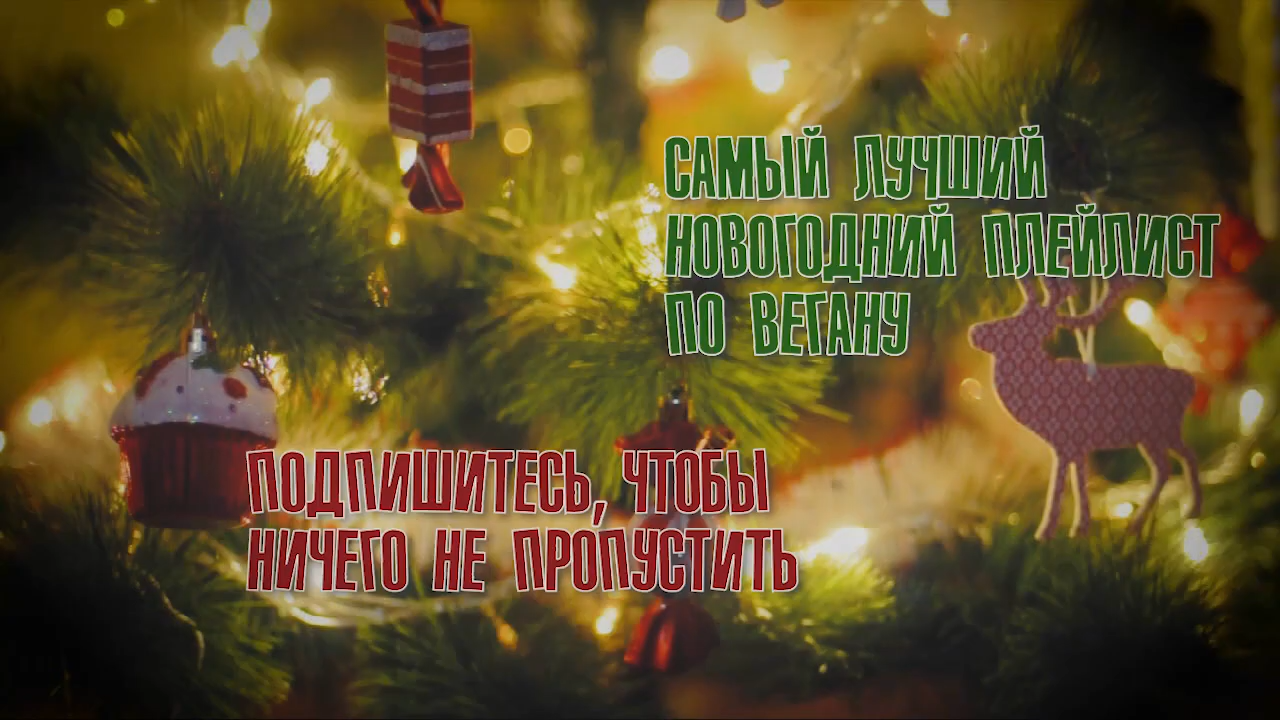 САМЫЙ ЛУЧШИЙ
НОВОГОДНИЙ ПЛЕЙЛИСТ
ПО ВЕГАНУ
ПОДПИШИТЕСЬ, ЧТОБЫ
НИЧЕГО НЕ ПРОПУСТИТЬ